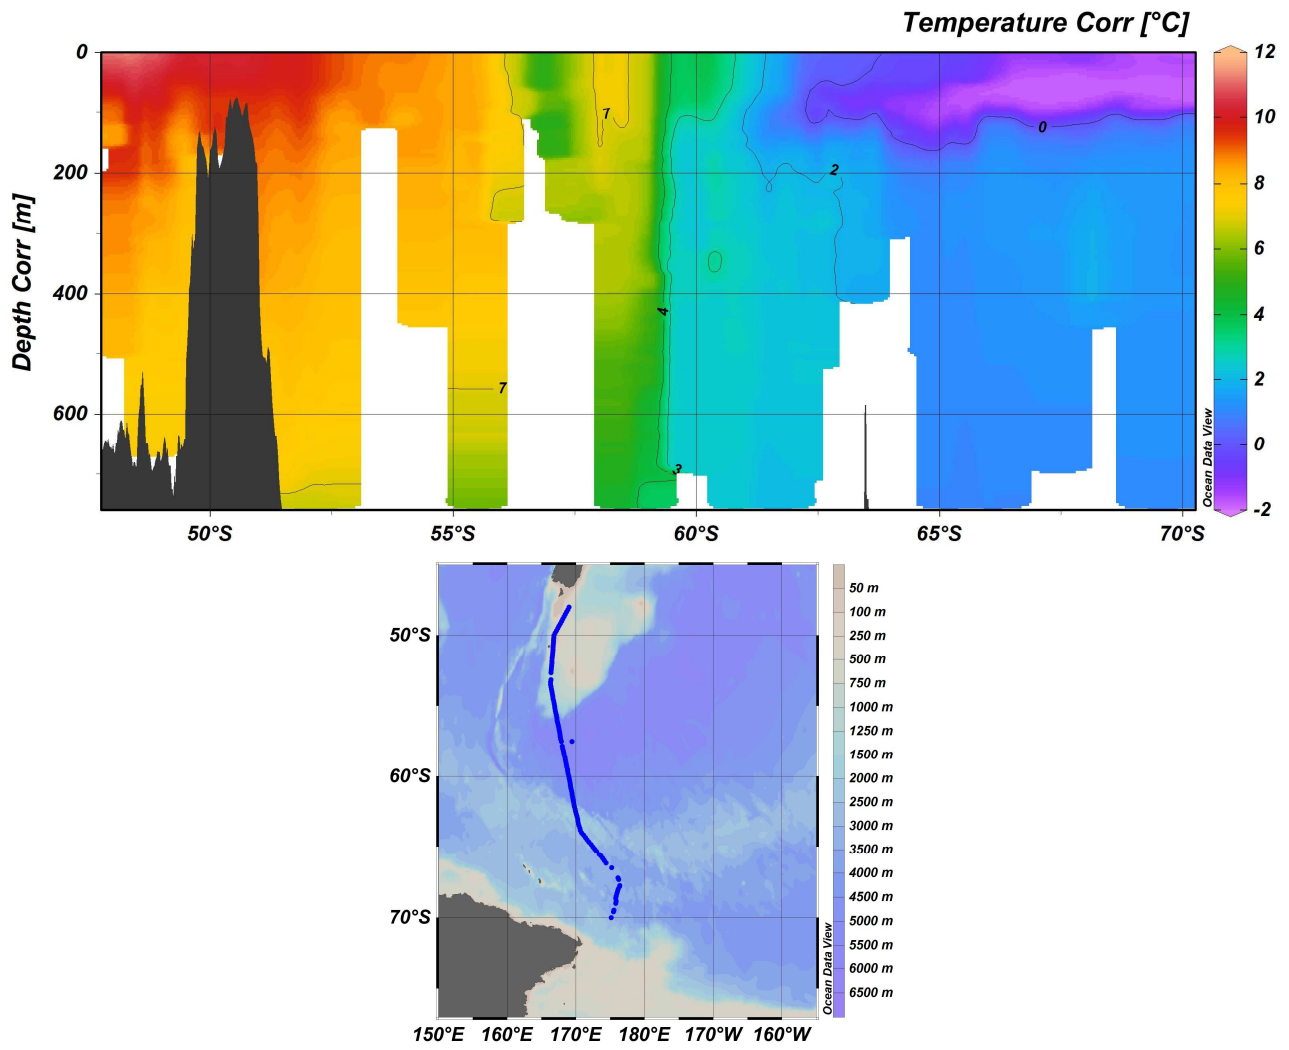 Temperature Corr [°C]
Depth Corr [m]
0
200
400
600
7
7
4
3
2
0
50°S
55°S
60°S
65°S
70°S
12
10
8
6
4
2
0
-2
Ocean Data View
50°S
60°S
70°S
150°E
160°E
170°E
180°E
170°W
160°W
50 m
100 m
250 m
500 m
750 m
1000 m
1250 m
1500 m
2000 m
2500 m
3000 m
3500 m
4000 m
4500 m
5000 m
5500 m
6000 m
6500 m
Ocean Data View